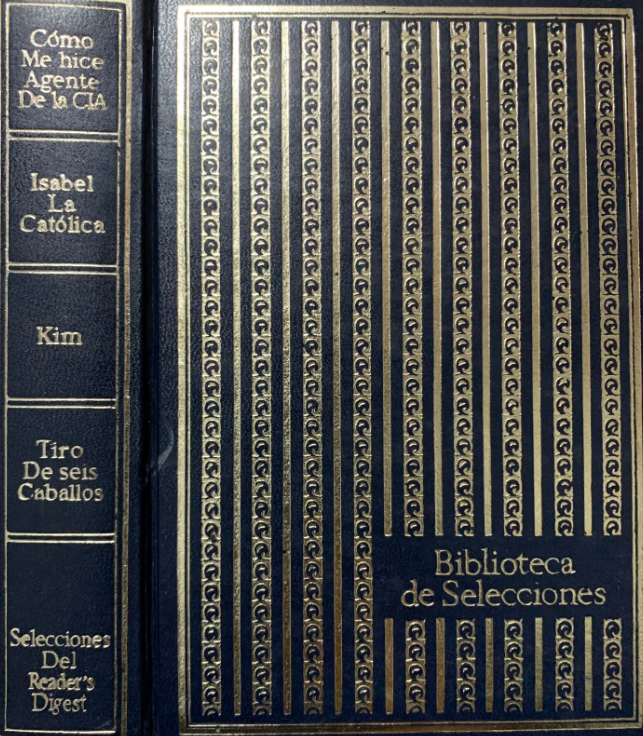 Cómo
Me hice
Agente
De la CIA
Isabel
La
Católica
Kim
Tiro
De seis
Caballos
Selecciones
Del
Reader's
Digest
Biblioteca
de Selecciones